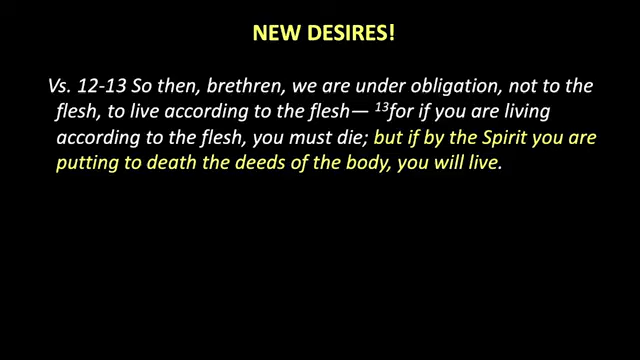 NEW DESIRES!
Vs. 12-13 So then, brethren, we are under obligation, not to the
flesh, to live according to the flesh— 13for if you are living
according to the flesh, you must die; but if by the Spirit you are
putting to death the deeds of the body, you will live.